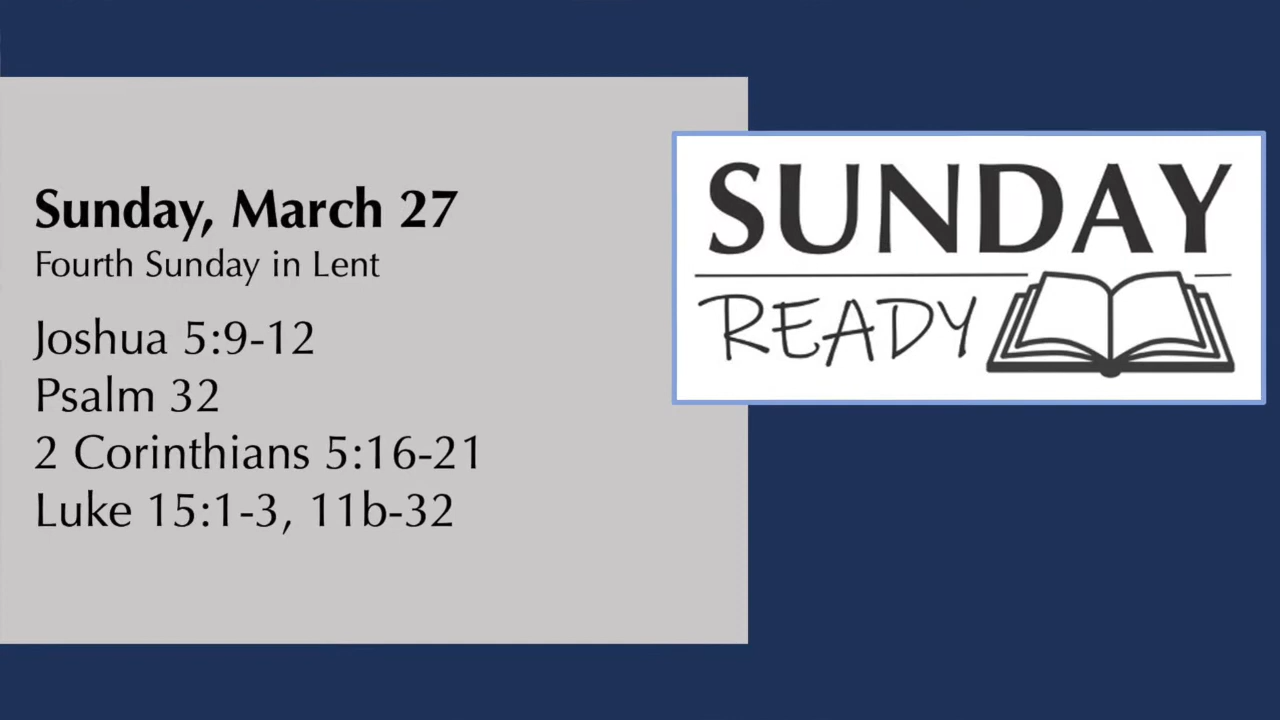 Sunday, March 27
Fourth Sunday in Lent
Joshua 5:9-12
Psalm 32
2 Corinthians 5:16-21
Luke 15:1-3, 11b-32
SUNDAY
READY